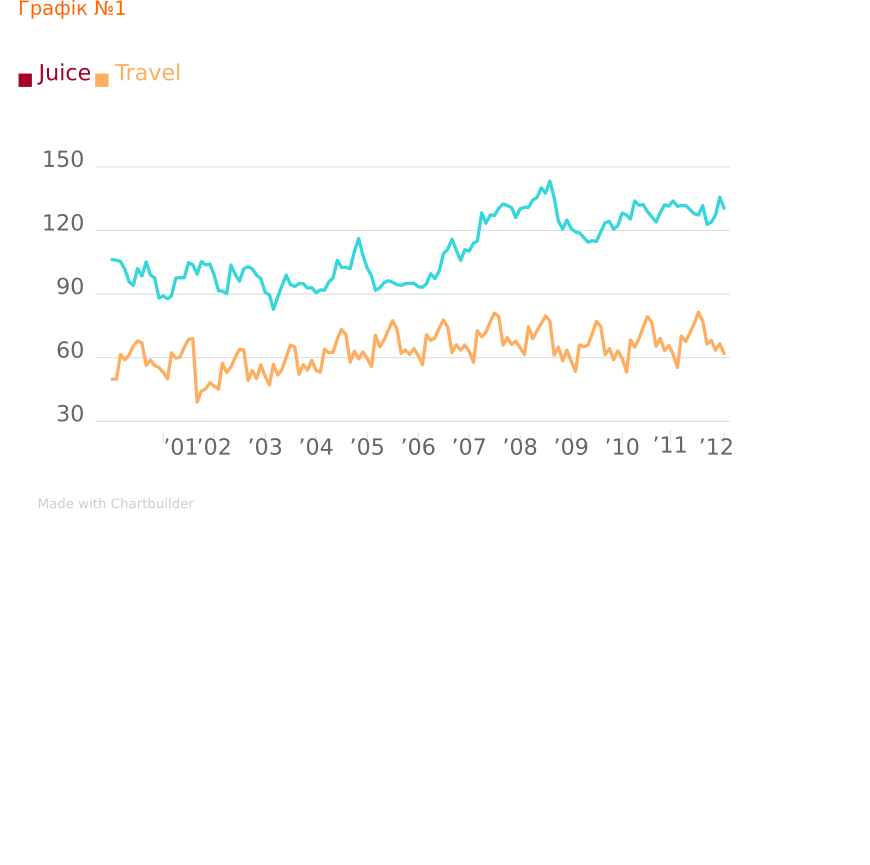 Графік №1
Juice Travel
150
120
90
60
30
’01 ’02 ’03 ’04 ’05 ’06 ’07 ’08 ’09 ’10 ’11 ’12
Made with Chartbuilder